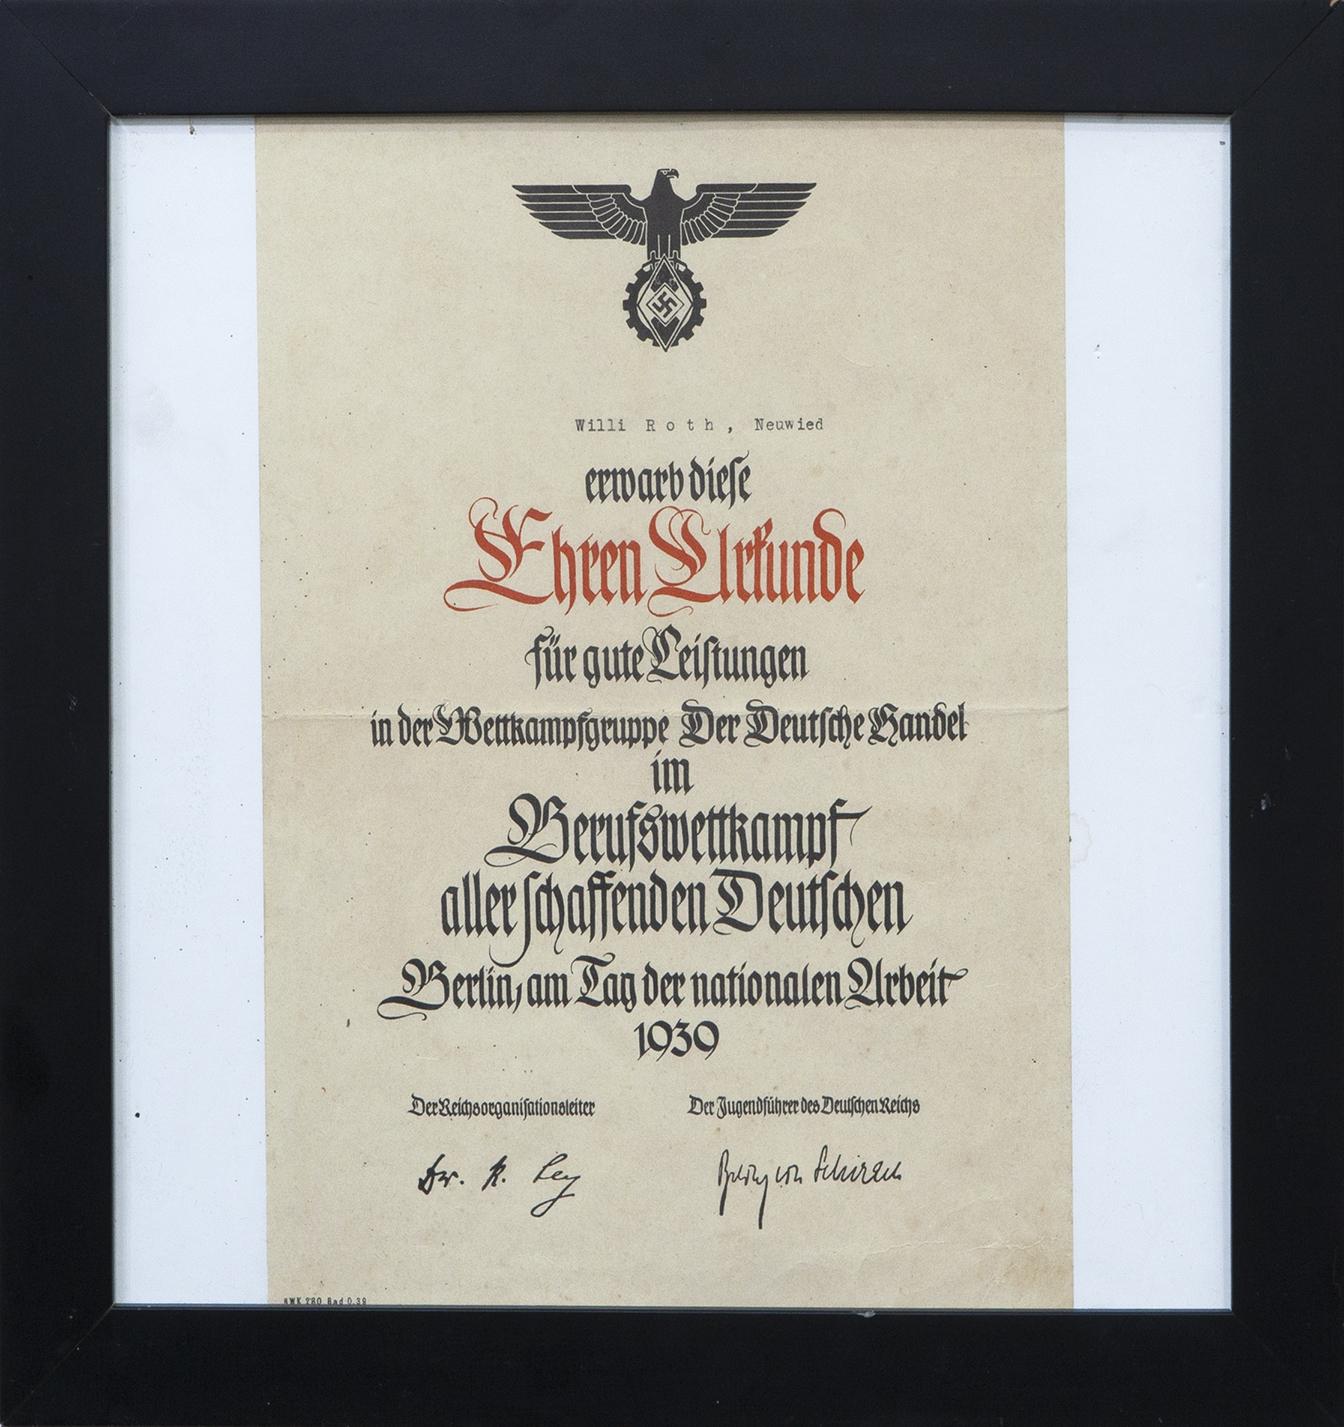 Willi Roth, Neuwied
erwarb diese
Ehren Urkunde
für gute Leistungen
in der Wettkampfgruppe Der Deutsche Handel
im
Berufswettkampf
aller schaffenden Deutschen
Berlin, am Tag der nationalen Arbeit
1939
Der Reichsorganisationsleiter
Der Jugendführer des Deutschen Reichs
Dr. R. Ley
Baldur von Schirach